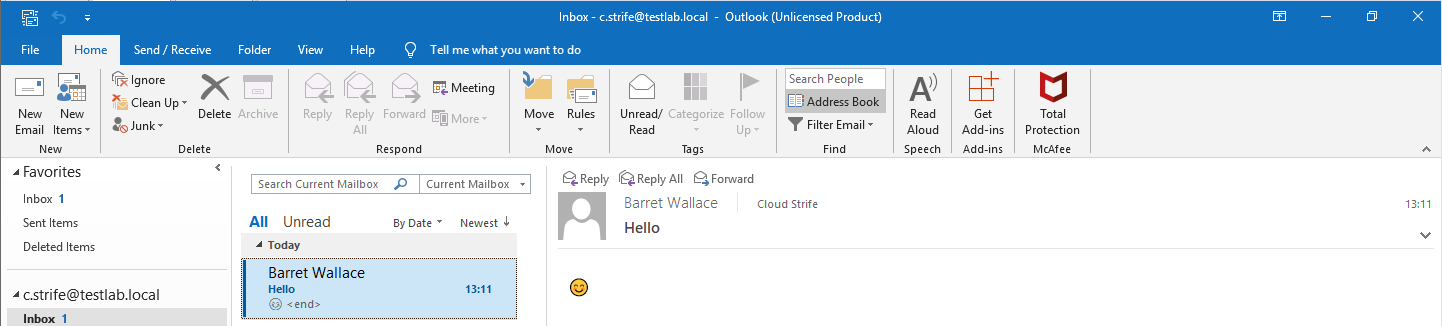 Inbox - c.strife@testlab.local - Outlook (Unlicensed Product)
File Home Send / Receive Folder View Help Tell me what you want to do
New Email
New Items
New
Ignore
Clean Up
Junk
Delete
Archive
Delete
Reply
Reply All
Forward
Meeting
More
Respond
Move
Rules
Move
Unread/ Read
Categorize
Follow Up
Tags
Search People
Address Book
Filter Email
Find
Read Aloud
Speech
Get Add-ins
Add-ins
Total Protection
McAfee
Favorites
Inbox 1
Sent Items
Deleted Items
c.strife@testlab.local
Inbox 1
Search Current Mailbox Current Mailbox
All Unread By Date Newest
Today
Barret Wallace
Hello 13:11
😊 <end>
Reply Reply All Forward
Barret Wallace Cloud Strife 13:11
Hello
😊